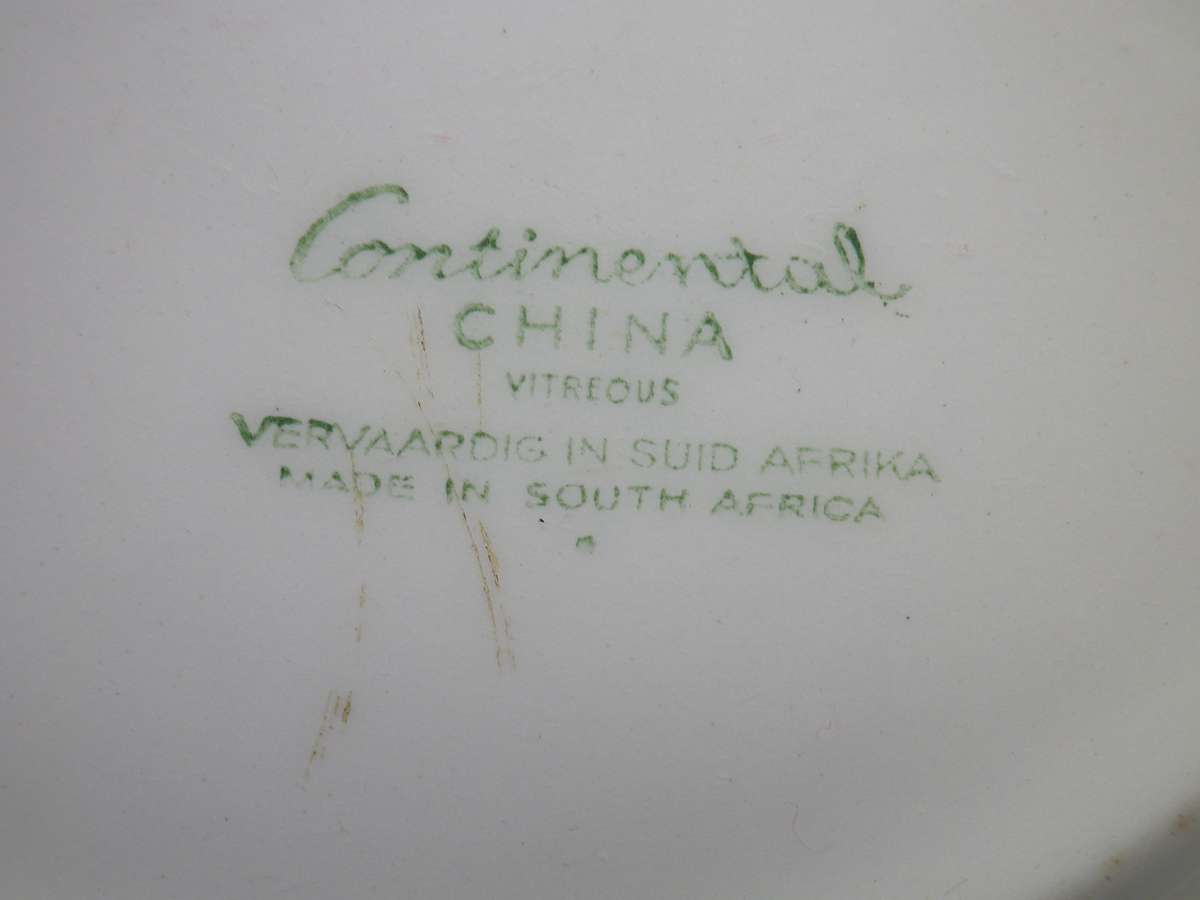 Continental
CHINA
VITREOUS
VERVAARDIG IN SUID AFRIKA
MADE IN SOUTH AFRICA